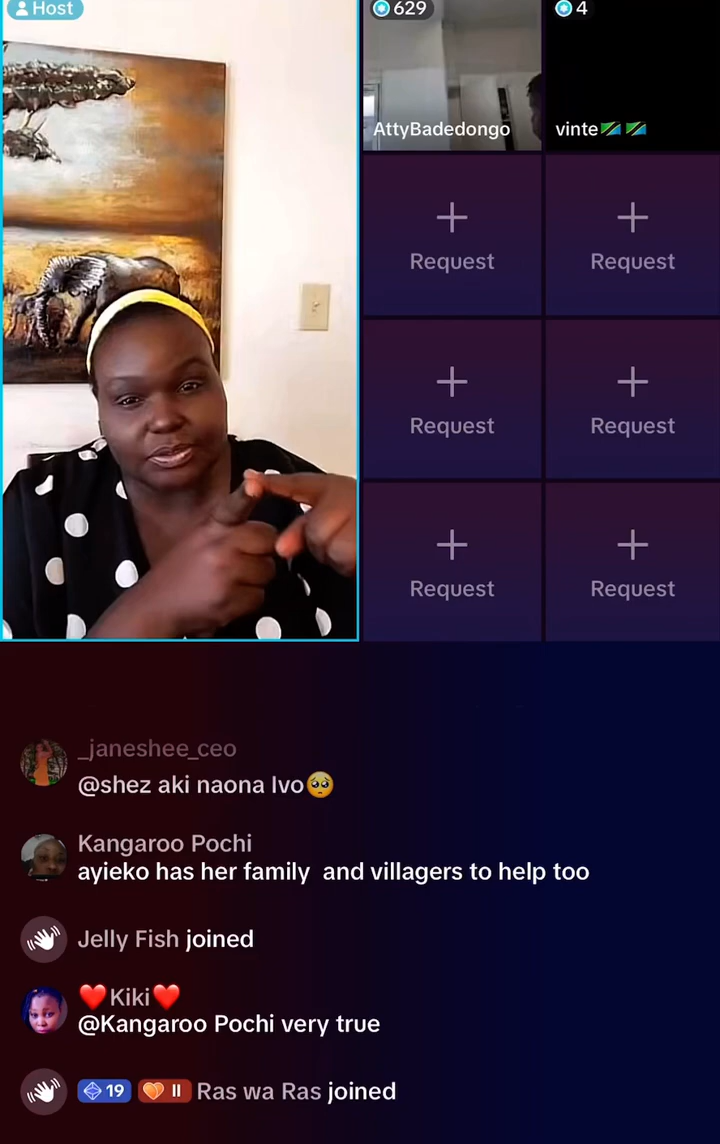 Host
629
4
AttyBadedongo
vinte
+ +
Request Request
+ +
Request Request
+ +
Request Request
_janeshee_ceo
@shez aki naona Ivo🥺
Kangaroo Pochi
ayieko has her family and villagers to help too
Jelly Fish joined
❤️Kiki❤️
@Kangaroo Pochi very true
19 II Ras wa Ras joined